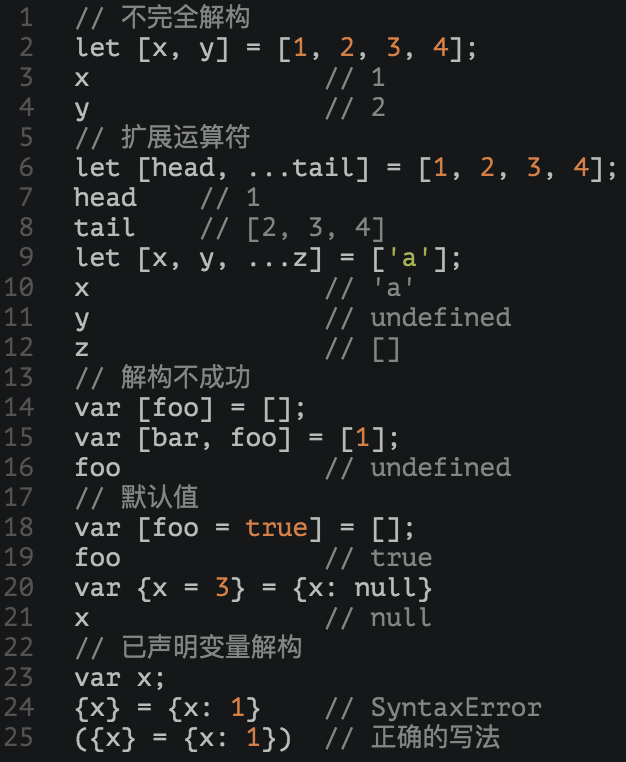 1 // 不完全解构
2 let [x, y] = [1, 2, 3, 4];
3 x // 1
4 y // 2
5 // 扩展运算符
6 let [head, ...tail] = [1, 2, 3, 4];
7 head // 1
8 tail // [2, 3, 4]
9 let [x, y, ...z] = ['a'];
10 x // 'a'
11 y // undefined
12 z // []
13 // 解构不成功
14 var [foo] = [];
15 var [bar, foo] = [1];
16 foo // undefined
17 // 默认值
18 var [foo = true] = [];
19 foo // true
20 var {x = 3} = {x: null}
21 x // null
22 // 已声明变量解构
23 var x;
24 {x} = {x: 1} // SyntaxError
25 ({x} = {x: 1}) // 正确的写法